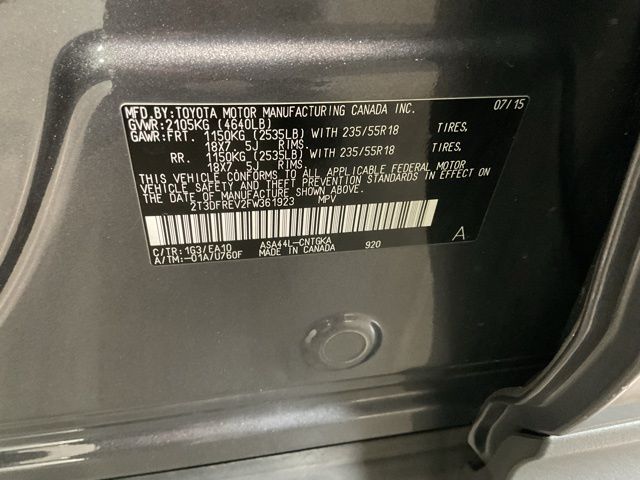 MFD.BY:TOYOTA MOTOR MANUFACTURING CANADA INC. 07/15
GVWR:2105KG (4640LB)
GAWR:FRT. 1150KG (2535LB) WITH 235/55R18 TIRES,
18X7.5J RIMS.
RR. 1150KG (2535LB) WITH 235/55R18 TIRES,
18X7.5J RIMS.
THIS VEHICLE CONFORMS TO ALL APPLICABLE FEDERAL MOTOR
VEHICLE SAFETY AND THEFT PREVENTION STANDARDS IN EFFECT ON
THE DATE OF MANUFACTURE SHOWN ABOVE.
2T3DFREV2FW361923 MPV
C/TR:1G3/EA10 ASA44L-CNTGKA 920 A
A/TM:-01A/U760F MADE IN CANADA